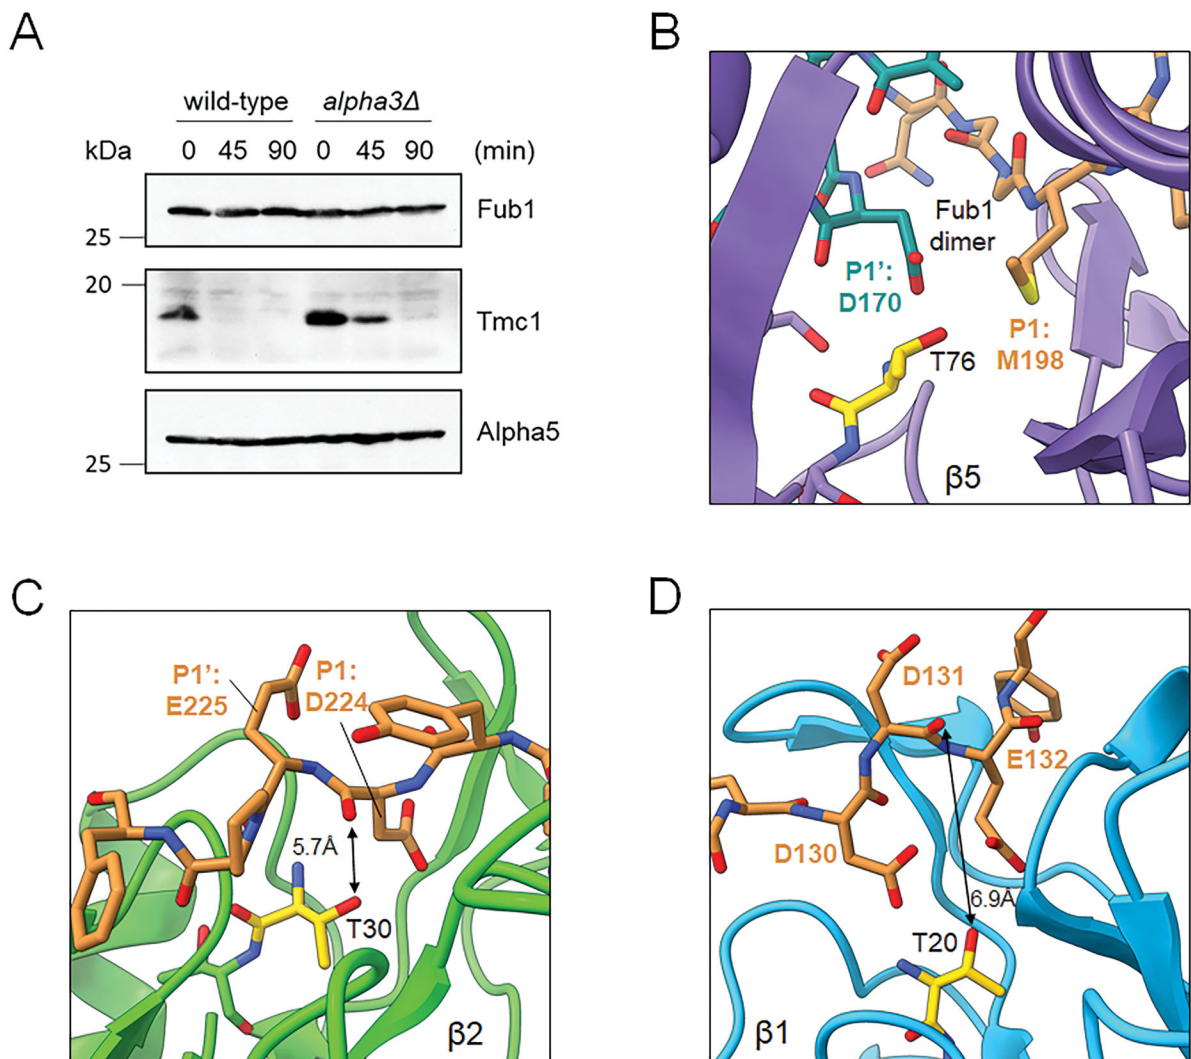 A
wild-type alpha3Δ
kDa 0 45 90 0 45 90 (min)
Fub1
25
20
Tmc1
Alpha5
25
B
Fub1
dimer
P1’:
D170
P1:
M198
T76
β5
C
P1’:
E225
P1:
D224
5.7Å
T30
β2
D
D131
E132
D130
6.9Å
T20
β1